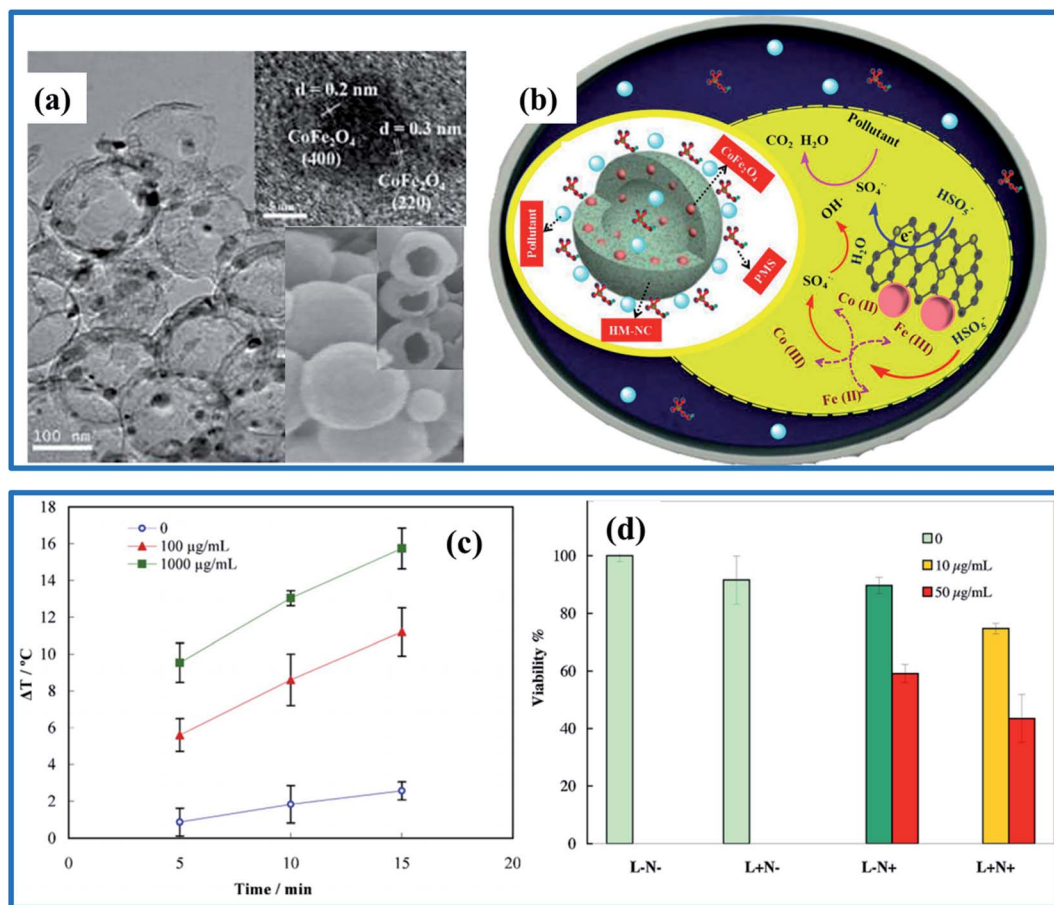 (a)
d = 0.2 nm
CoFe₂O₄
(400)
d = 0.3 nm
CoFe₂O₄
(220)
5 nm
100 nm
(b)
Pollutant
CO₂ H₂O
SO₄·⁻
HSO₅⁻
OH·
e⁻
H₂O
SO₄·⁻
Co (II)
Fe (III)
HSO₅⁻
Co (III)
Fe (II)
CoFe₂O₄
Pollutant
PMS
HM-NC
(c)
0
100 µg/mL
1000 µg/mL
18
16
14
12
10
8
6
4
2
0
ΔT / ºC
0
5
10
15
20
Time / min
(d)
0
10 µg/mL
50 µg/mL
100
80
60
40
20
0
Viability %
L-N-
L+N-
L-N+
L+N+